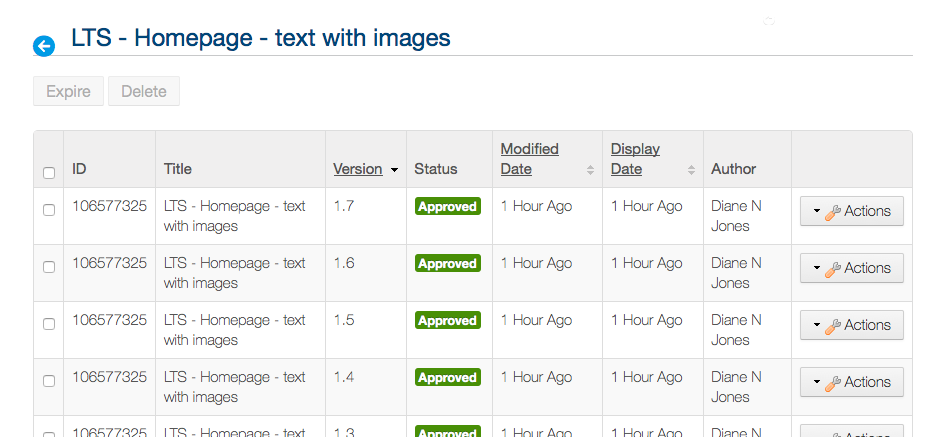 LTS - Homepage - text with images
Expire Delete
ID Title Version Status Modified Date Display Date Author
106577325 LTS - Homepage - text with images 1.7 Approved 1 Hour Ago 1 Hour Ago Diane N Jones Actions
106577325 LTS - Homepage - text with images 1.6 Approved 1 Hour Ago 1 Hour Ago Diane N Jones Actions
106577325 LTS - Homepage - text with images 1.5 Approved 1 Hour Ago 1 Hour Ago Diane N Jones Actions
106577325 LTS - Homepage - text with images 1.4 Approved 1 Hour Ago 1 Hour Ago Diane N Jones Actions
106577325 LTS - Homepage - text 1.3 Approved 1 Hour Ago 1 Hour Ago Diane N Actions